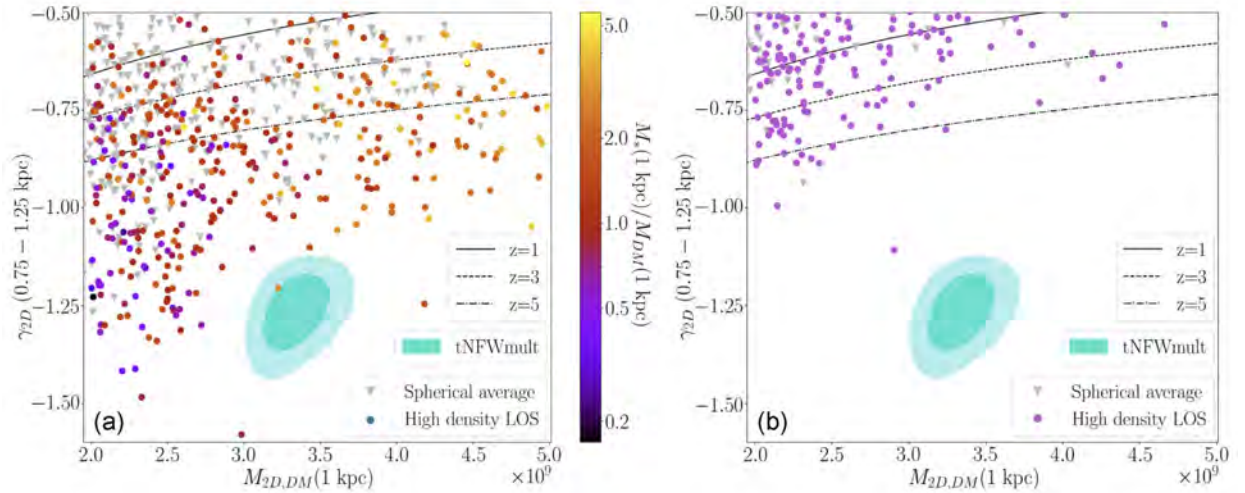 −0.50
−0.75
−1.00
−1.25
−1.50
γ2D (0.75 − 1.25 kpc)
z=1
z=3
z=5
tNFWmult
Spherical average
High density LOS
(a)
2.0 2.5 3.0 3.5 4.0 4.5 5.0
M2D,DM(1 kpc) ×10⁹
5.0
2.0
1.0
0.5
0.2
M*(1 kpc)/MDM(1 kpc)
−0.50
−0.75
−1.00
−1.25
−1.50
γ2D (0.75 − 1.25 kpc)
z=1
z=3
z=5
tNFWmult
Spherical average
High density LOS
(b)
2.0 2.5 3.0 3.5 4.0 4.5 5.0
M2D,DM(1 kpc) ×10⁹